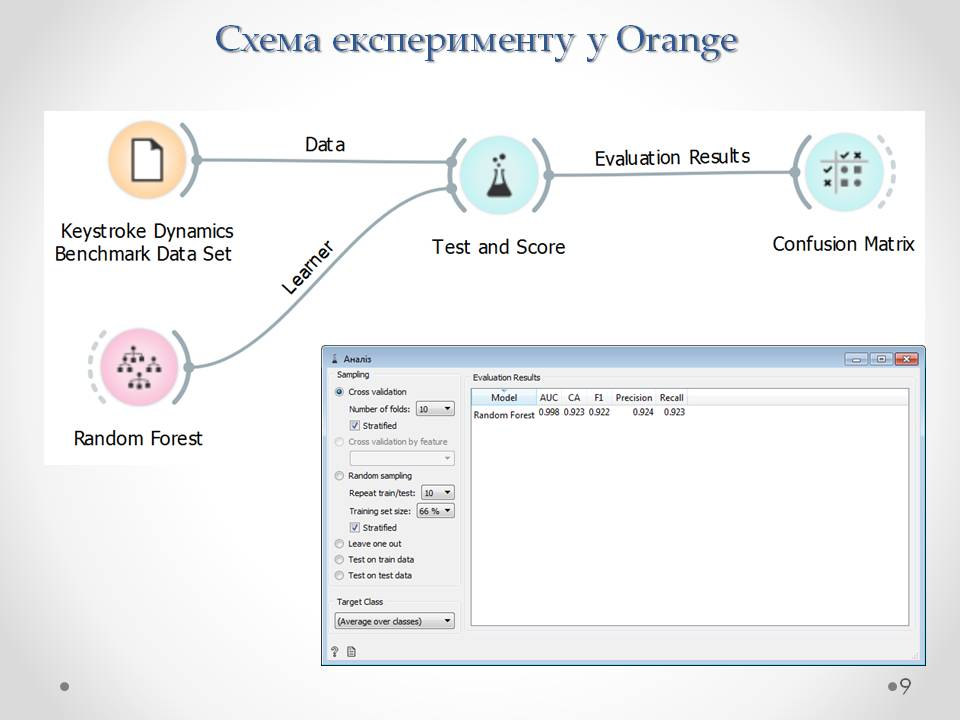 Схема експерименту у Orange
Data
Evaluation Results
Keystroke Dynamics
Benchmark Data Set
Test and Score
Confusion Matrix
Learner
Random Forest
Аналіз
Sampling
Cross validation
Number of folds: 10
Stratified
Cross validation by feature
Random sampling
Repeat train/test: 10
Training set size: 66 %
Stratified
Leave one out
Test on train data
Test on test data
Target Class
(Average over classes)
?
Evaluation Results
Model AUC CA F1 Precision Recall
Random Forest 0.998 0.923 0.922 0.924 0.923
9